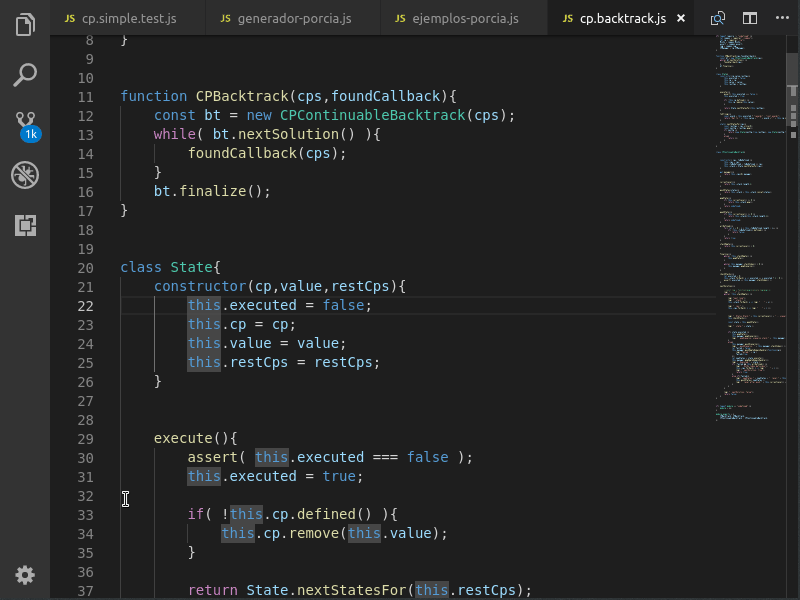 JS cp.simple.test.js JS generador-porcia.js JS ejemplos-porcia.js JS cp.backtrack.js ×
1k
8 }
9
10
11 function CPBacktrack(cps,foundCallback){
12 const bt = new CPContinuableBacktrack(cps);
13 while( bt.nextSolution() ){
14 foundCallback(cps);
15 }
16 bt.finalize();
17 }
18
19
20 class State{
21 constructor(cp,value,restCps){
22 this.executed = false;
23 this.cp = cp;
24 this.value = value;
25 this.restCps = restCps;
26 }
27
28
29 execute(){
30 assert( this.executed === false );
31 this.executed = true;
32
33 if( !this.cp.defined() ){
34 this.cp.remove(this.value);
35 }
36
37 return State.nextStatesFor(this.restCps);